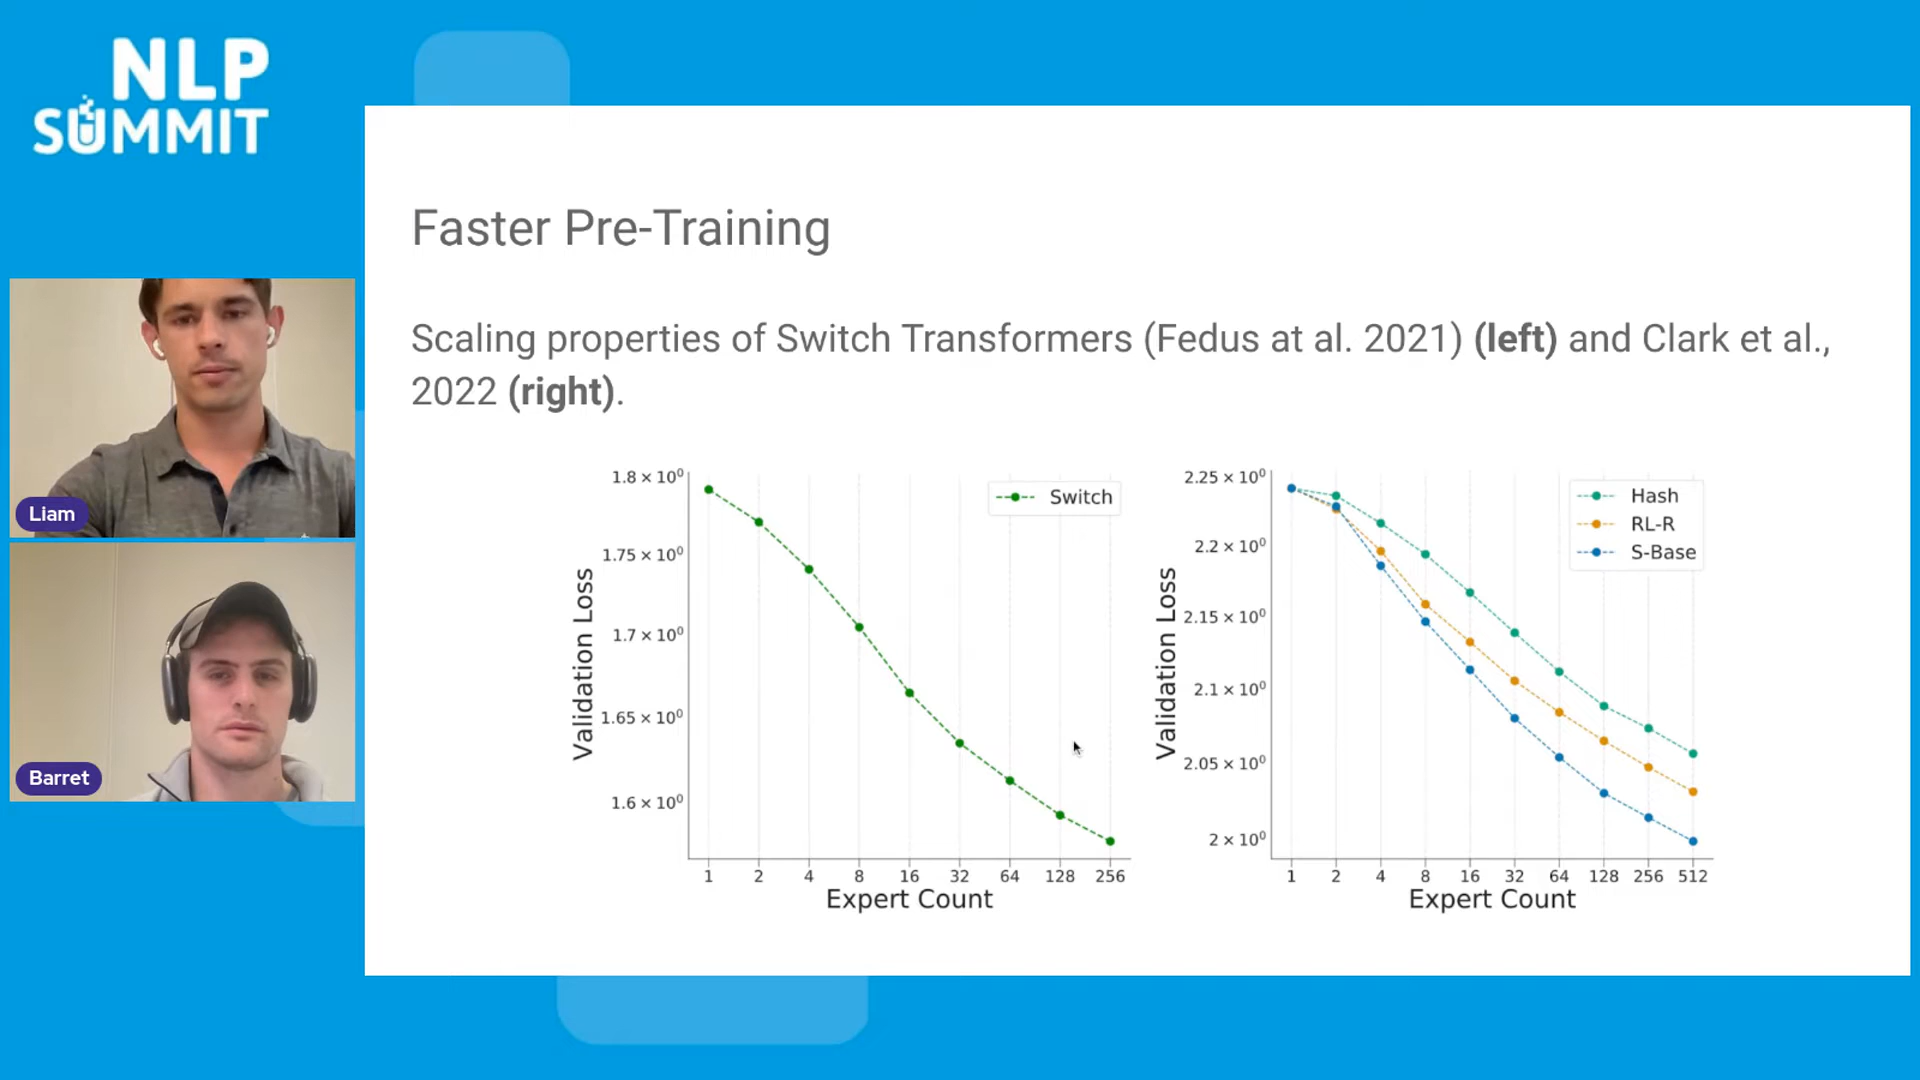 NLP
SUMMIT
Liam
Barret
Faster Pre-Training
Scaling properties of Switch Transformers (Fedus at al. 2021) (left) and Clark et al.,
2022 (right).
1.8 × 10⁰
1.75 × 10⁰
1.7 × 10⁰
1.65 × 10⁰
1.6 × 10⁰
Validation Loss
Switch
1 2 4 8 16 32 64 128 256
Expert Count
2.25 × 10⁰
2.2 × 10⁰
2.15 × 10⁰
2.1 × 10⁰
2.05 × 10⁰
2 × 10⁰
Validation Loss
Hash
RL-R
S-Base
1 2 4 8 16 32 64 128 256 512
Expert Count